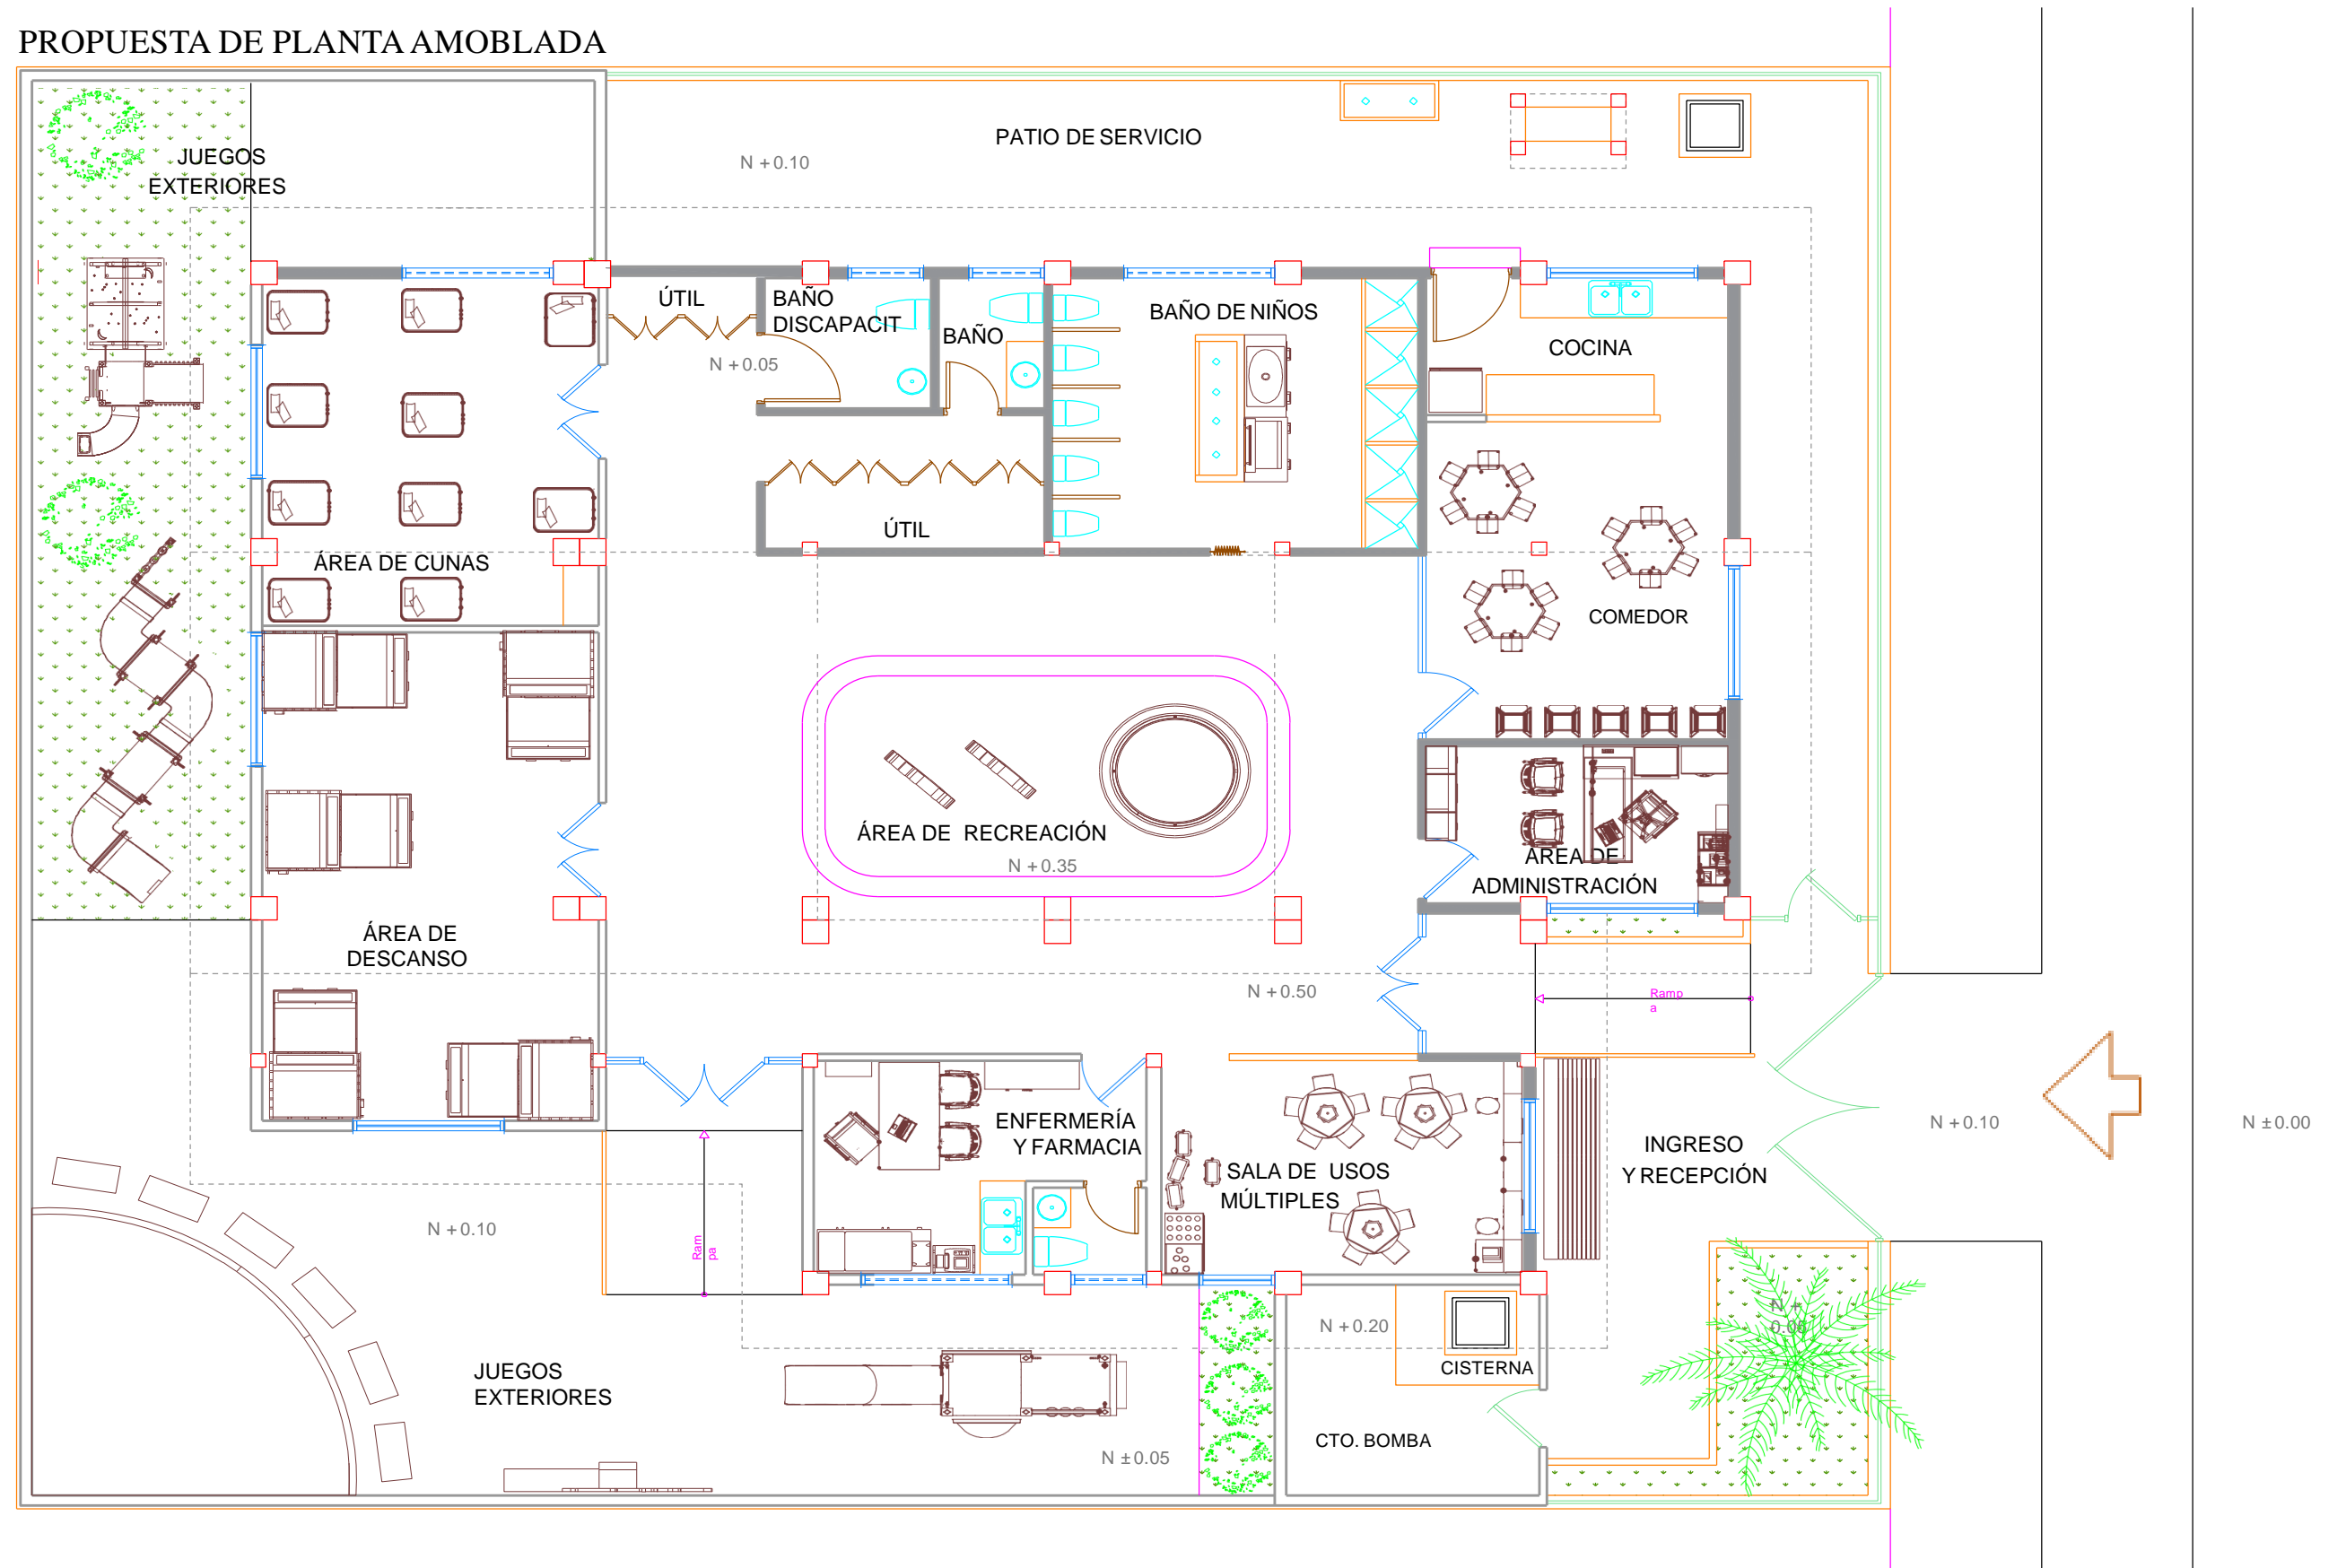 PROPUESTA DE PLANTA AMOBLADA
PATIO DE SERVICIO
N +0.10
JUEGOS
EXTERIORES
ÚTIL
BAÑO
DISCAPACIT
BAÑO
BAÑO DE NIÑOS
COCINA
N +0.05
ÚTIL
ÁREA DE CUNAS
COMEDOR
ÁREA DE RECREACIÓN
N +0.35
ÁREA DE
ADMINISTRACIÓN
ÁREA DE
DESCANSO
N +0.50
Ramp
a
ENFERMERÍA
Y FARMACIA
SALA DE USOS
MÚLTIPLES
INGRESO
Y RECEPCIÓN
N +0.10
N ±0.00
N +0.10
Ram
pa
N +0.20
N +
0.05
CISTERNA
JUEGOS
EXTERIORES
CTO. BOMBA
N ±0.05